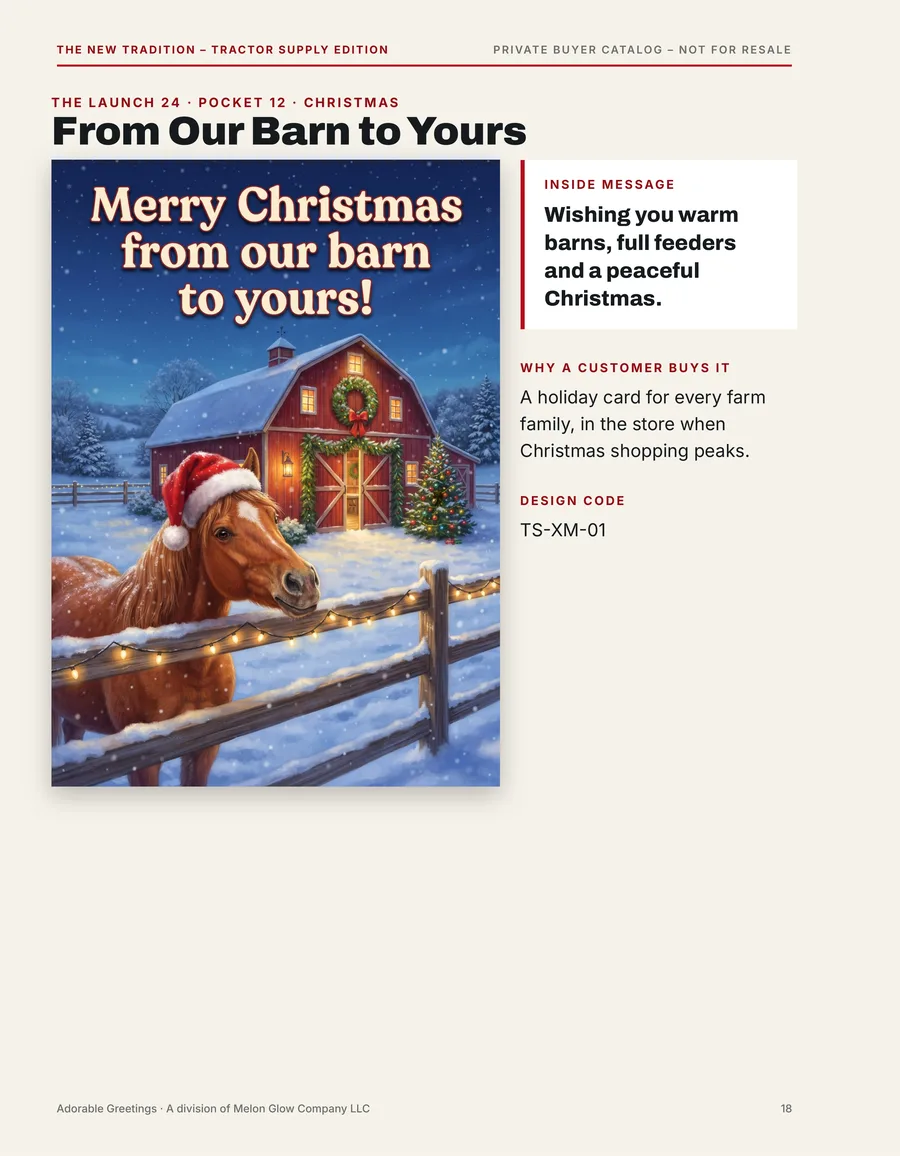 THE NEW TRADITION – TRACTOR SUPPLY EDITION
PRIVATE BUYER CATALOG – NOT FOR RESALE
THE LAUNCH 24 · POCKET 12 · CHRISTMAS
From Our Barn to Yours
Merry Christmas
from our barn
to yours!
INSIDE MESSAGE
Wishing you warm
barns, full feeders
and a peaceful
Christmas.
WHY A CUSTOMER BUYS IT
A holiday card for every farm
family, in the store when
Christmas shopping peaks.
DESIGN CODE
TS-XM-01
Adorable Greetings · A division of Melon Glow Company LLC
18